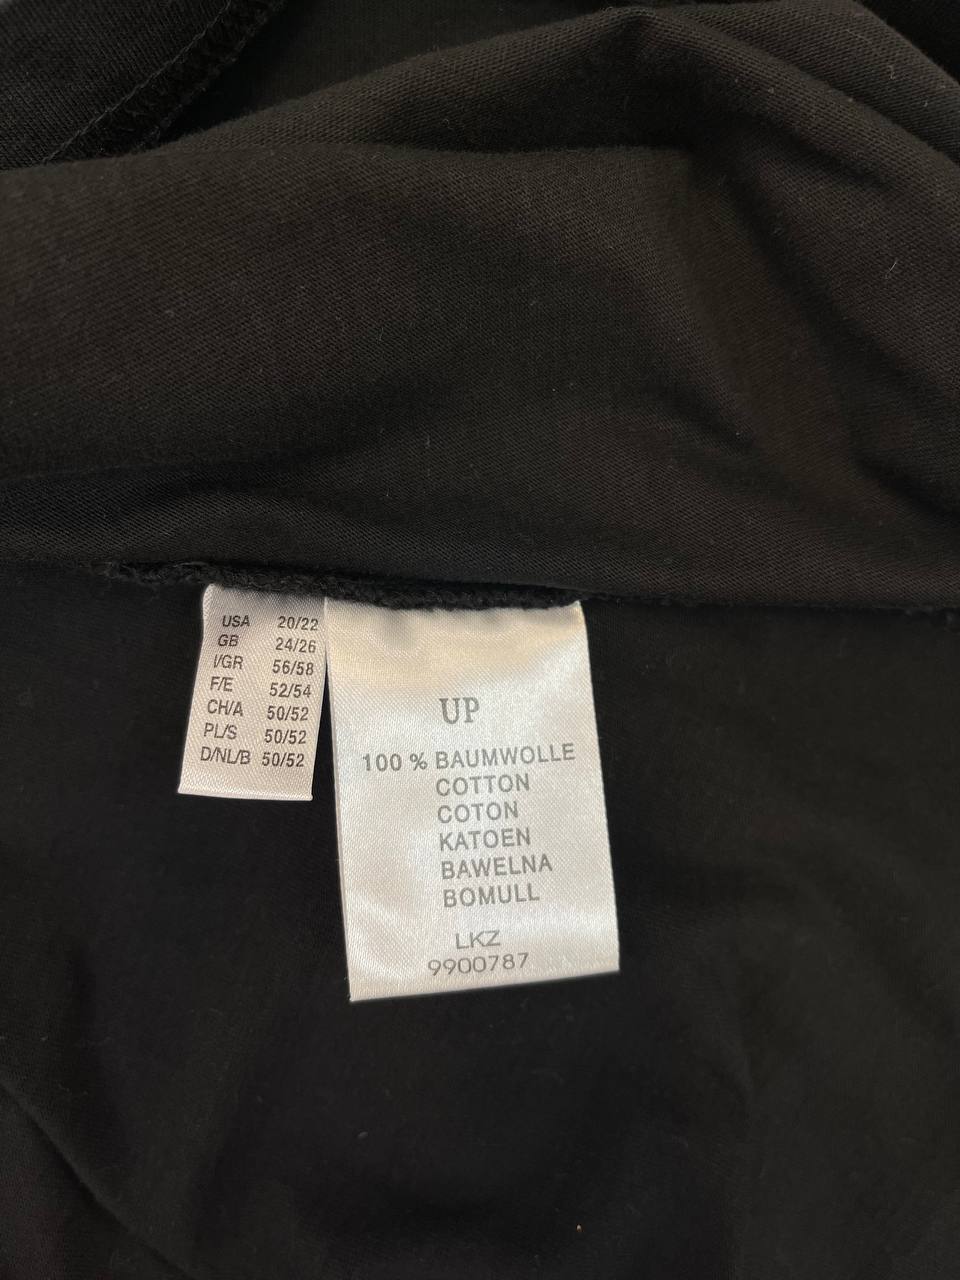 USA 20/22
GB 24/26
I/GR 56/58
F/E 52/54
CH/A 50/52
PL/S 50/52
D/NL/B 50/52
UP
100 % BAUMWOLLE
COTTON
COTON
KATOEN
BAWELNA
BOMULL
LKZ
9900787